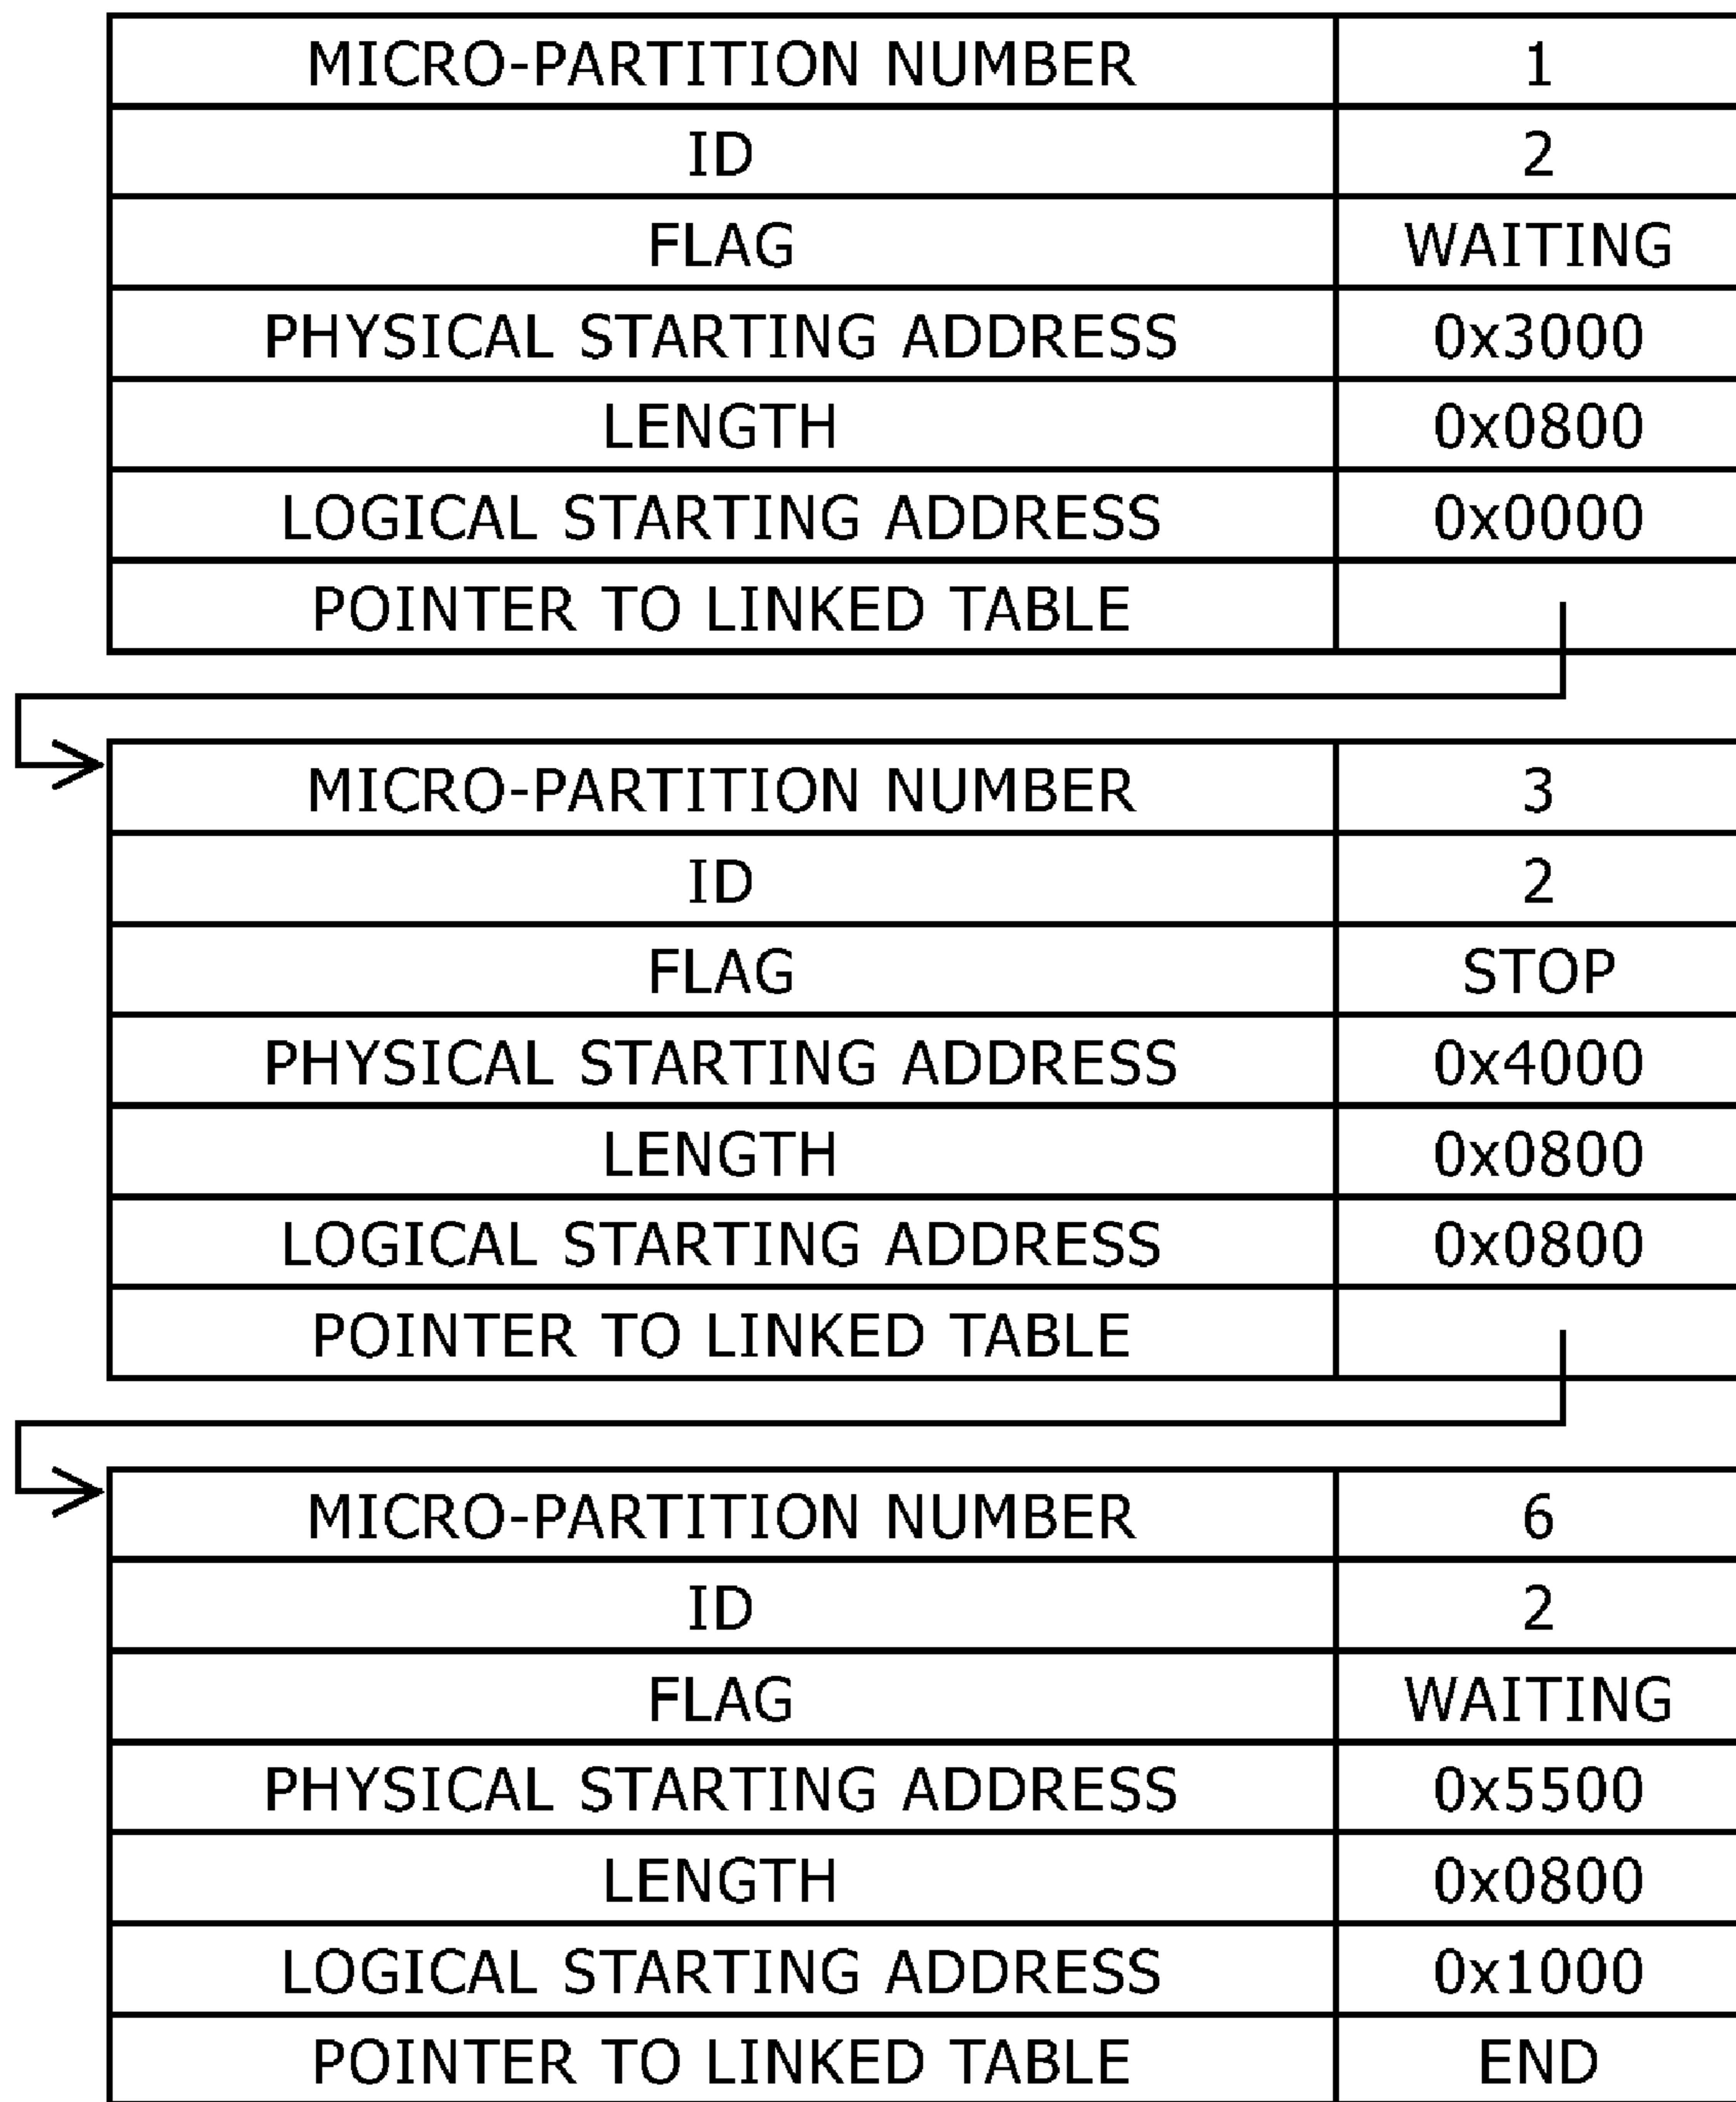 MICRO-PARTITION NUMBER 1
ID 2
FLAG WAITING
PHYSICAL STARTING ADDRESS 0x3000
LENGTH 0x0800
LOGICAL STARTING ADDRESS 0x0000
POINTER TO LINKED TABLE
MICRO-PARTITION NUMBER 3
ID 2
FLAG STOP
PHYSICAL STARTING ADDRESS 0x4000
LENGTH 0x0800
LOGICAL STARTING ADDRESS 0x0800
POINTER TO LINKED TABLE
MICRO-PARTITION NUMBER 6
ID 2
FLAG WAITING
PHYSICAL STARTING ADDRESS 0x5500
LENGTH 0x0800
LOGICAL STARTING ADDRESS 0x1000
POINTER TO LINKED TABLE END